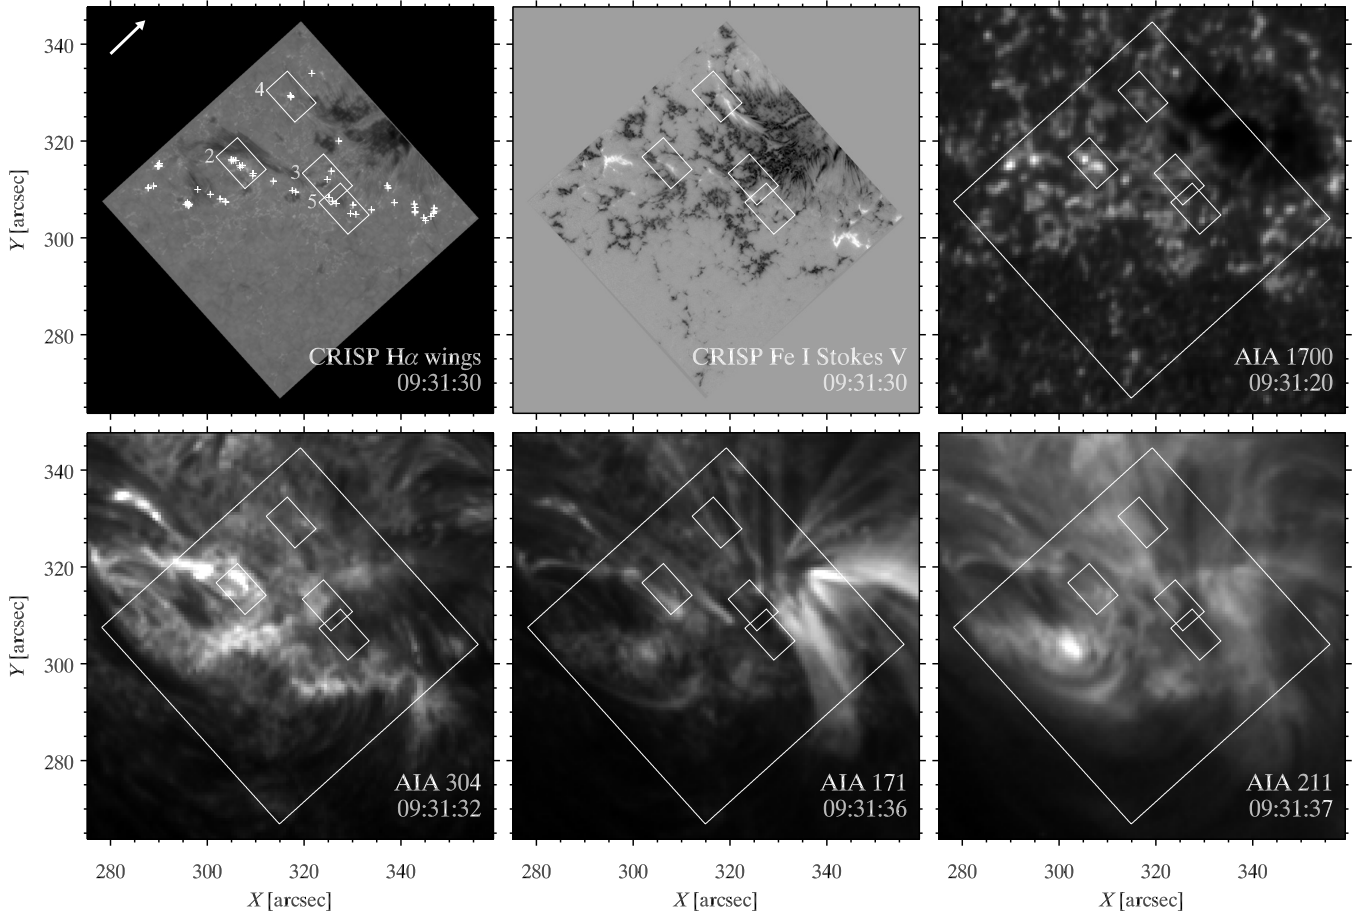 340
320
300
280
Y [arcsec]
4
2
3
5
CRISP Hα wings
09:31:30
CRISP Fe I Stokes V
09:31:30
AIA 1700
09:31:20
340
320
300
280
Y [arcsec]
AIA 304
09:31:32
AIA 171
09:31:36
AIA 211
09:31:37
280 300 320 340
280 300 320 340
280 300 320 340
X [arcsec]
X [arcsec]
X [arcsec]